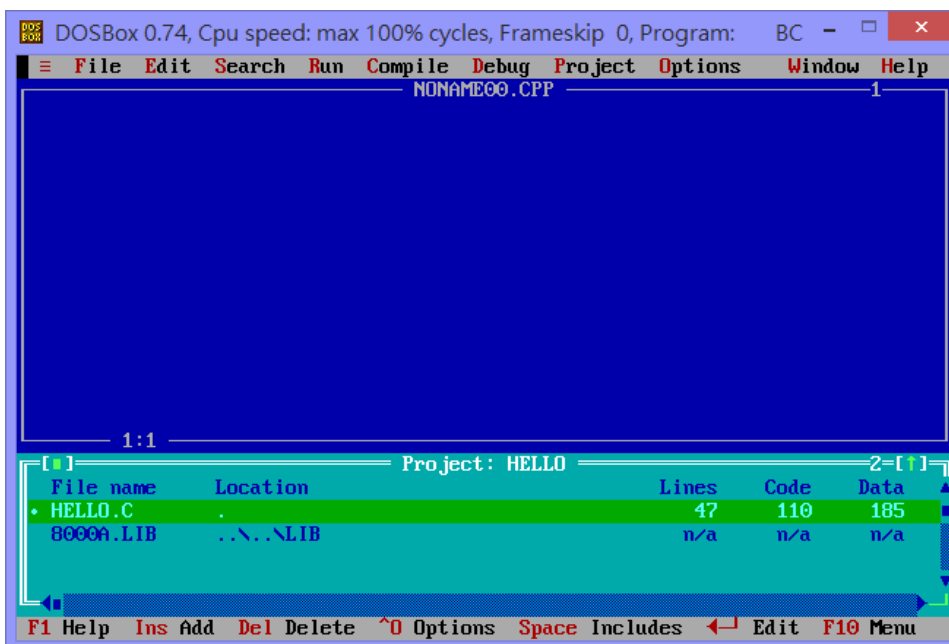 DOS BOX DOSBox 0.74, Cpu speed: max 100% cycles, Frameskip 0, Program: BC
≡ File Edit Search Run Compile Debug Project Options Window Help
NONAME00.CPP 1
1:1
[■] Project: HELLO 2=[↑]
File name Location Lines Code Data
• HELLO.C . 47 110 185
8000A.LIB ..\..\LIB n/a n/a n/a
F1 Help Ins Add Del Delete ^O Options Space Includes ◄┘ Edit F10 Menu